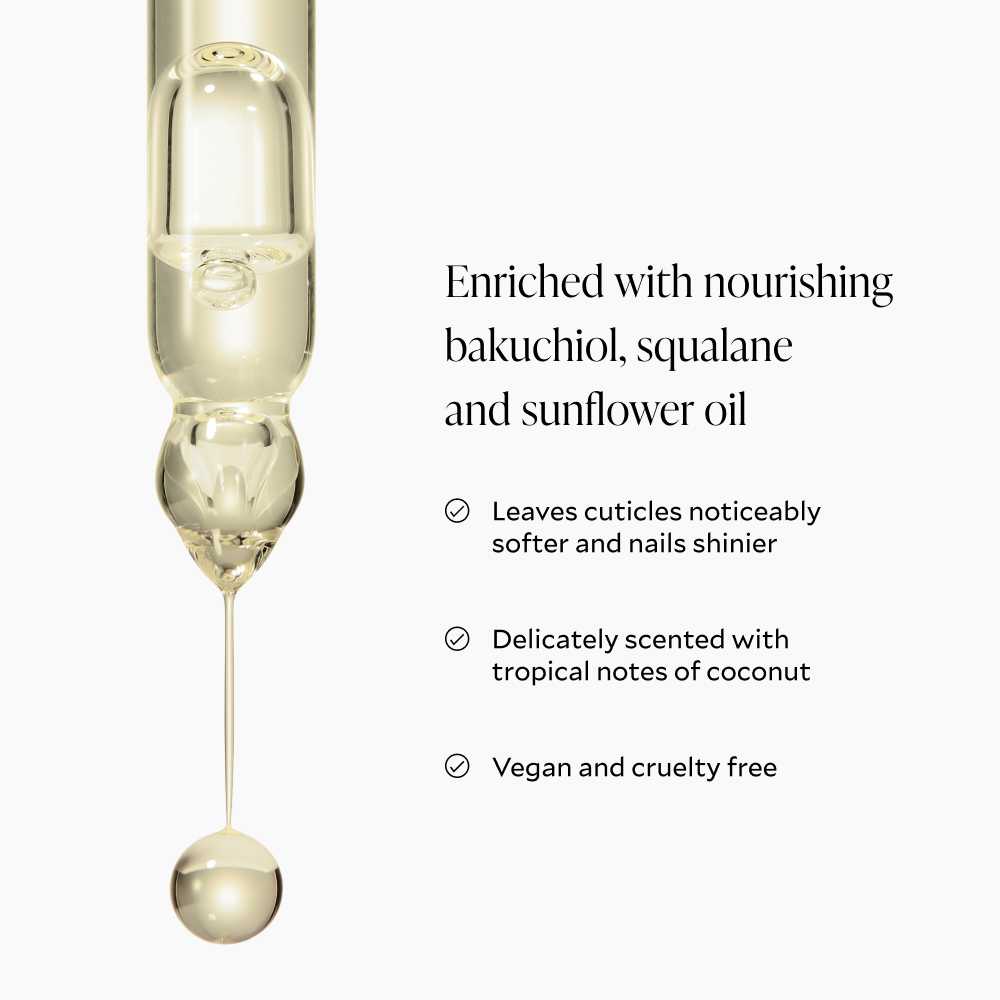 Enriched with nourishing
bakuchiol, squalane
and sunflower oil
Leaves cuticles noticeably
softer and nails shinier
Delicately scented with
tropical notes of coconut
Vegan and cruelty free